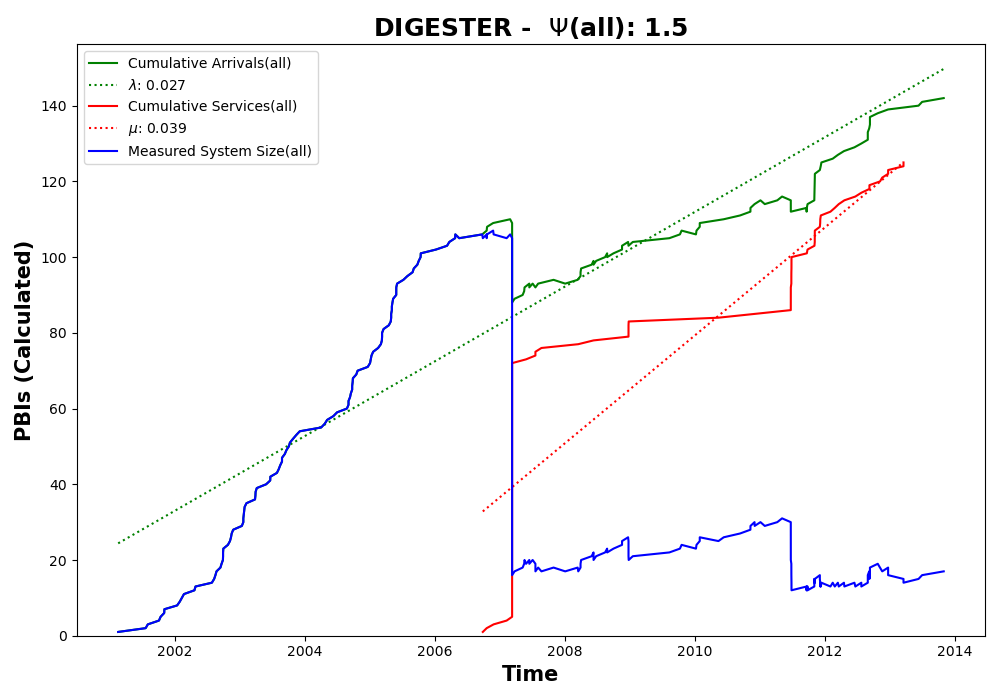 DIGESTER -  Ψ(all): 1.5
Cumulative Arrivals(all)
λ: 0.027
Cumulative Services(all)
μ: 0.039
Measured System Size(all)
PBIs (Calculated)
140
120
100
80
60
40
20
0
2002 2004 2006 2008 2010 2012 2014
Time